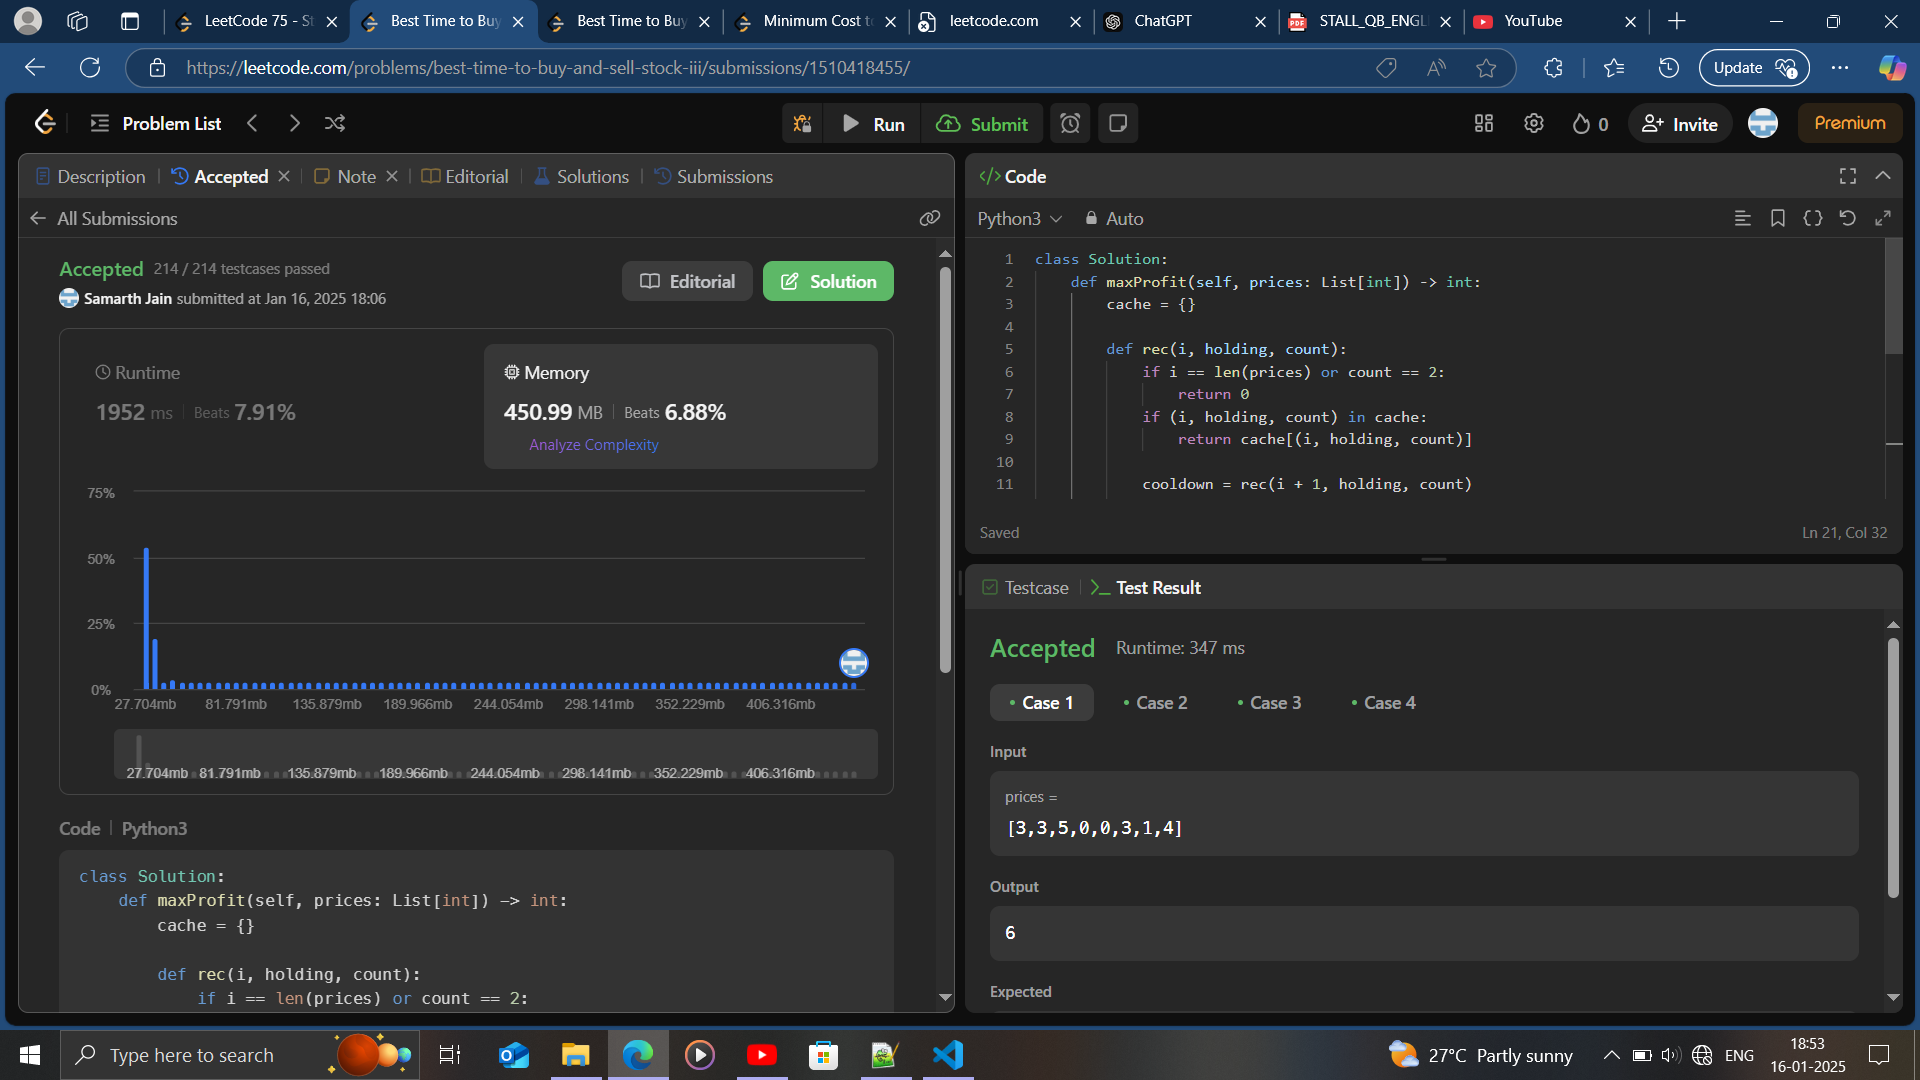 LeetCode 75 - St
Best Time to Buy
Best Time to Buy
Minimum Cost to
leetcode.com
ChatGPT
STALL_QB_ENGL
YouTube
https://leetcode.com/problems/best-time-to-buy-and-sell-stock-iii/submissions/1510418455/
Update
Problem List
Run
Submit
0
Invite
Premium
Description
Accepted
Note
Editorial
Solutions
Submissions
All Submissions
Accepted 214 / 214 testcases passed
Samarth Jain submitted at Jan 16, 2025 18:06
Editorial
Solution
Runtime
1952 ms
Beats 7.91%
Memory
450.99 MB
Beats 6.88%
Analyze Complexity
75%
50%
25%
0%
27.704mb 81.791mb 135.879mb 189.966mb 244.054mb 298.141mb 352.229mb 406.316mb
27.704mb 81.791mb 135.879mb 189.966mb 244.054mb 298.141mb 352.229mb 406.316mb
Code
Python3
class Solution:
    def maxProfit(self, prices: List[int]) -> int:
        cache = {}
        def rec(i, holding, count):
            if i == len(prices) or count == 2:
</> Code
Python3
Auto
1 class Solution:
2     def maxProfit(self, prices: List[int]) -> int:
3         cache = {}
4
5         def rec(i, holding, count):
6             if i == len(prices) or count == 2:
7                 return 0
8             if (i, holding, count) in cache:
9                 return cache[(i, holding, count)]
10
11             cooldown = rec(i + 1, holding, count)
Saved
Ln 21, Col 32
Testcase
Test Result
Accepted
Runtime: 347 ms
Case 1
Case 2
Case 3
Case 4
Input
prices =
[3,3,5,0,0,3,1,4]
Output
6
Expected
Type here to search
27°C Partly sunny
ENG
18:53
16-01-2025